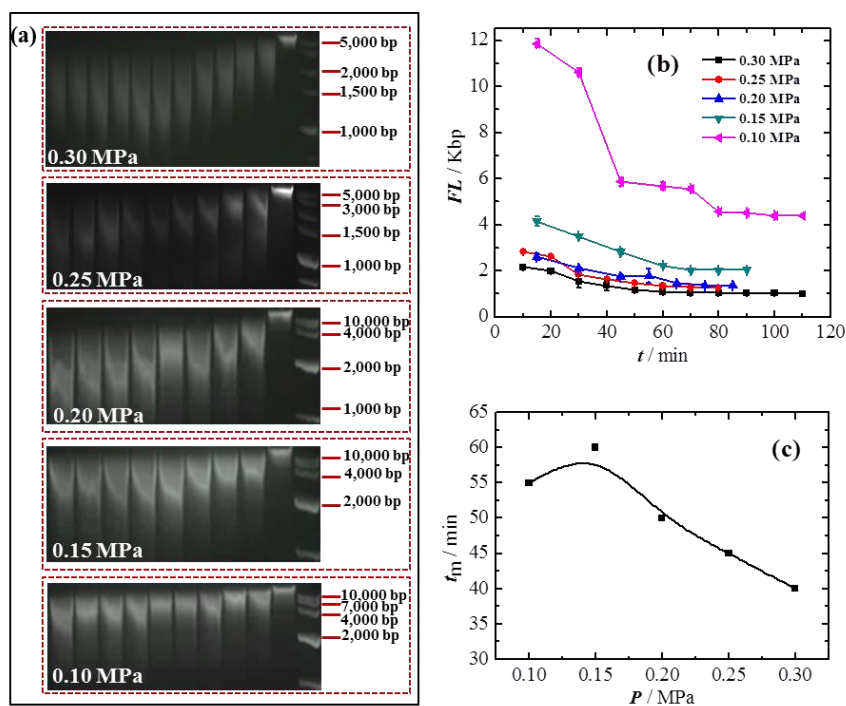 (a)
5,000 bp
2,000 bp
1,500 bp
1,000 bp
0.30 MPa
5,000 bp
3,000 bp
1,500 bp
1,000 bp
0.25 MPa
10,000 bp
4,000 bp
2,000 bp
1,000 bp
0.20 MPa
10,000 bp
4,000 bp
2,000 bp
0.15 MPa
10,000 bp
7,000 bp
4,000 bp
2,000 bp
0.10 MPa
(b)
0.30 MPa
0.25 MPa
0.20 MPa
0.15 MPa
0.10 MPa
FL / Kbp
12
10
8
6
4
2
0
0 20 40 60 80 100 120
t / min
(c)
tm / min
65
60
55
50
45
40
35
30
0.10 0.15 0.20 0.25 0.30
P / MPa